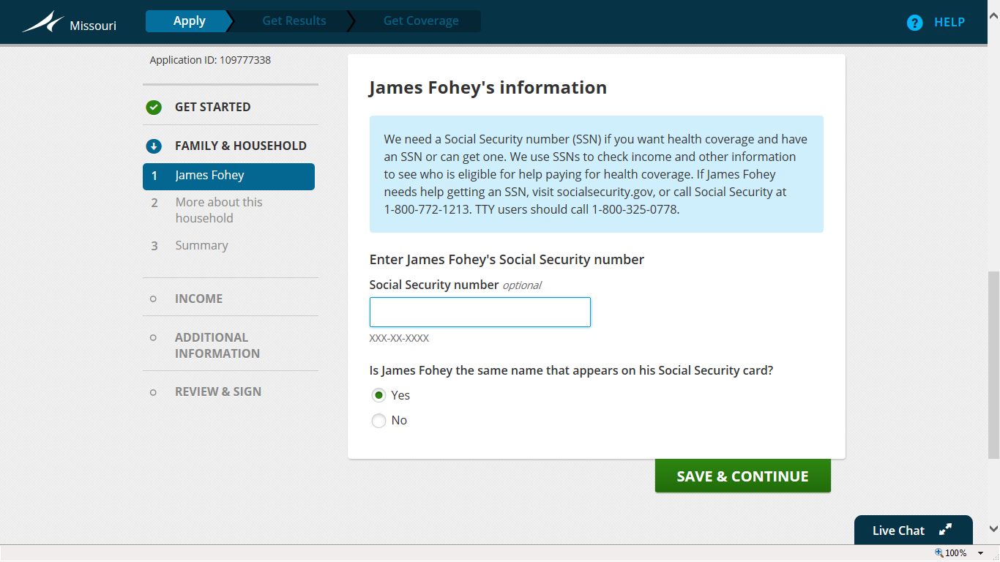 Missouri
Apply
Get Results
Get Coverage
? HELP
Application ID: 109777338
GET STARTED
FAMILY & HOUSEHOLD
1 James Fohey
2 More about this
household
3 Summary
INCOME
ADDITIONAL
INFORMATION
REVIEW & SIGN
James Fohey's information
We need a Social Security number (SSN) if you want health coverage and have
an SSN or can get one. We use SSNs to check income and other information
to see who is eligible for help paying for health coverage. If James Fohey
needs help getting an SSN, visit socialsecurity.gov, or call Social Security at
1-800-772-1213. TTY users should call 1-800-325-0778.
Enter James Fohey's Social Security number
Social Security number optional
XXX-XX-XXXX
Is James Fohey the same name that appears on his Social Security card?
Yes
No
SAVE & CONTINUE
Live Chat
100%